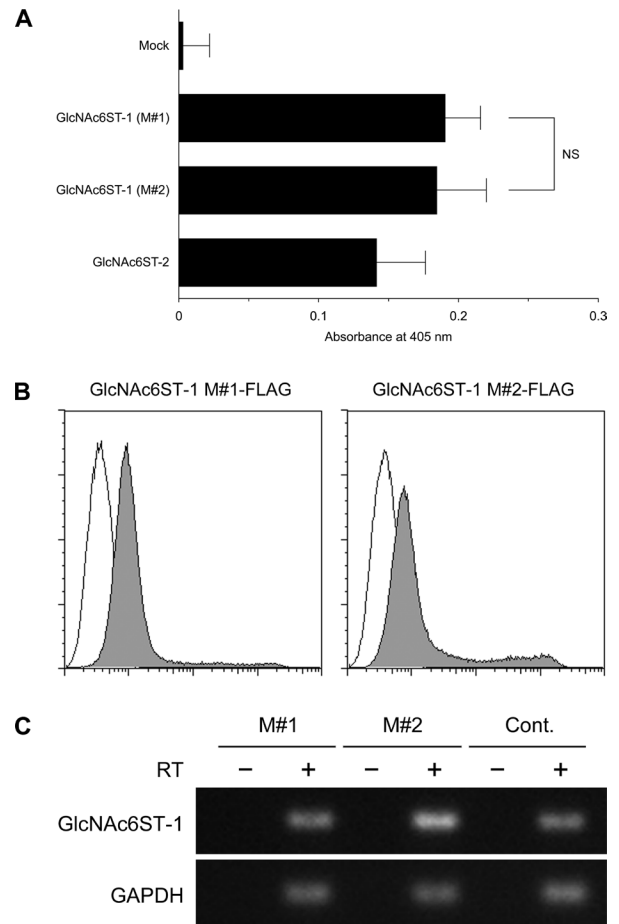 A
Mock
GlcNAc6ST-1 (M#1)
GlcNAc6ST-1 (M#2)
NS
GlcNAc6ST-2
0 0.1 0.2 0.3
Absorbance at 405 nm
B
GlcNAc6ST-1 M#1-FLAG GlcNAc6ST-1 M#2-FLAG
C
M#1 M#2 Cont.
RT − + − + − +
GlcNAc6ST-1
GAPDH